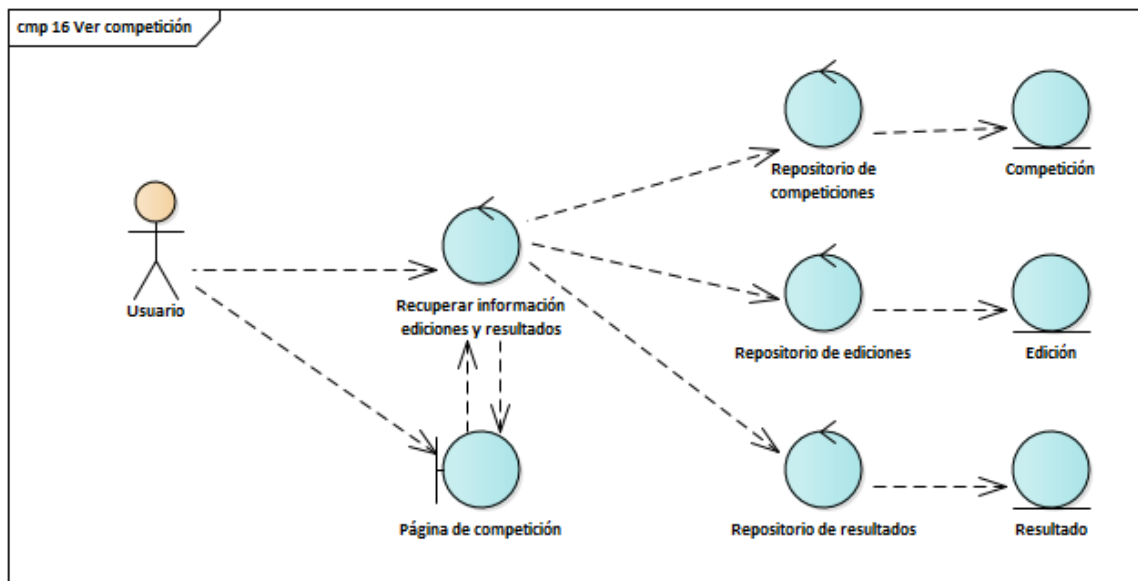 cmp 16 Ver competición
Repositorio de
competiciones
Competición
Usuario
Recuperar información
ediciones y resultados
Repositorio de ediciones
Edición
Página de competición
Repositorio de resultados
Resultado